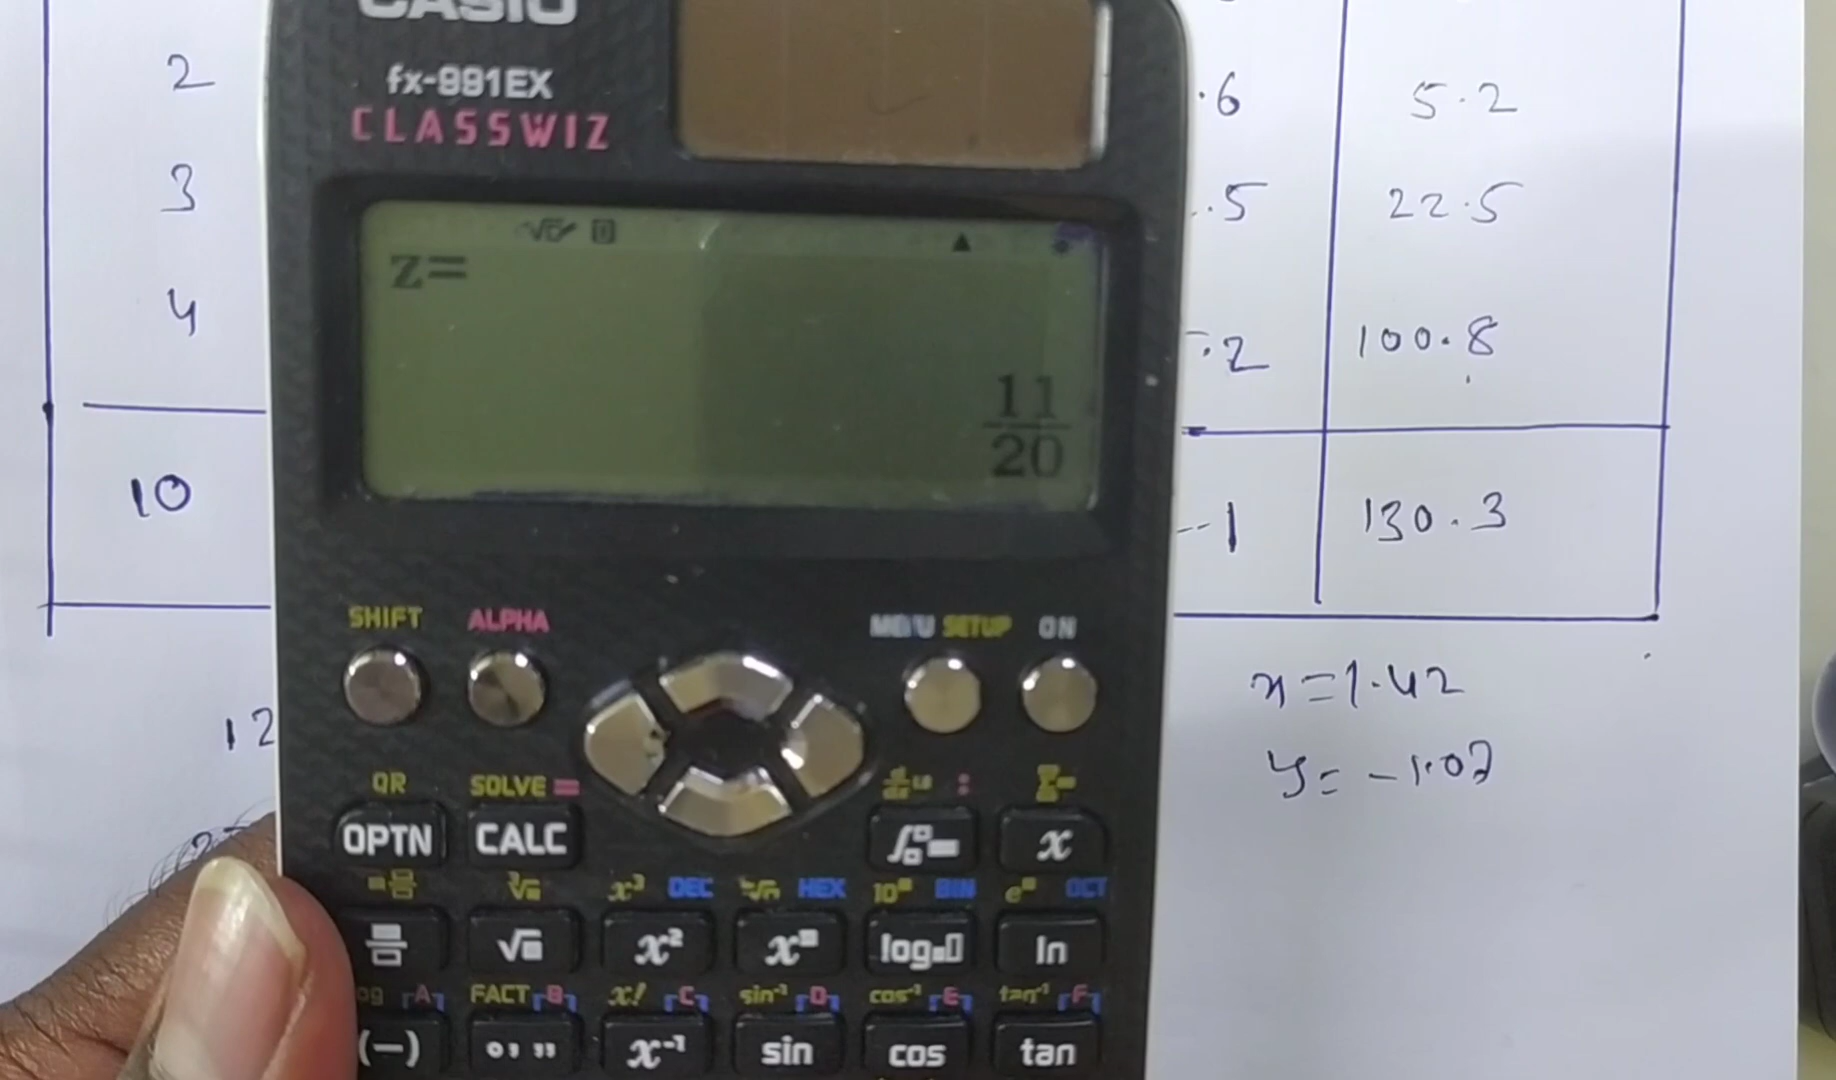 CASIO
fx-991EX
CLASSWIZ
2
.6
5.2
3
.5
22.5
4
.2
100.8
10
1
130.3
z=
11
20
x=1.42
y=-1.07
12
SHIFT ALPHA MENU SETUP ON
QR SOLVE =
OPTN CALC x
x³ DEC HEX 10 BIN e OCT
√ x² x log ln
A FACT B x! C sin⁻¹ D cos⁻¹ E tan⁻¹ F
(−) x⁻¹ sin cos tan